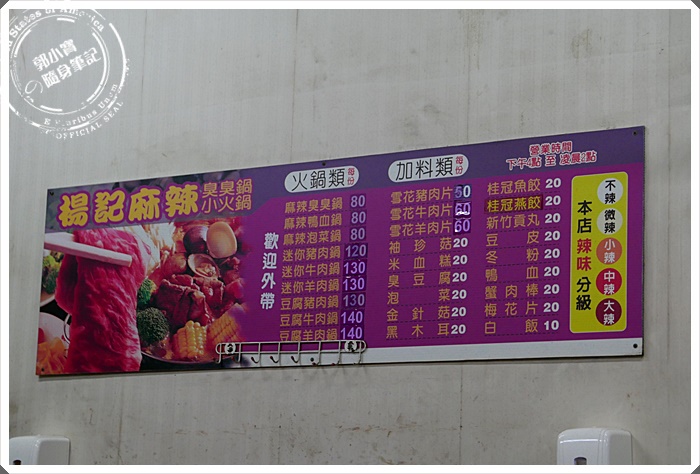 郭小寶
の隨身筆記
楊記麻辣 臭臭鍋 小火鍋
歡迎外帶
火鍋類 每份
麻辣臭臭鍋 80
麻辣鴨血鍋 80
麻辣泡菜鍋 80
迷你豬肉鍋 120
迷你牛肉鍋 130
迷你羊肉鍋 130
豆腐豬肉鍋 130
豆腐牛肉鍋 140
豆腐羊肉鍋 140
加料類 每份
雪花豬肉片 50
雪花牛肉片 60
雪花羊肉片 60
袖珍菇 20
米血糕 20
臭豆腐 20
泡菜 20
金針菇 20
黑木耳 20
營業時間
下午4點 至 凌晨2點
桂冠魚餃 20
桂冠燕餃 20
新竹貢丸 20
豆皮 20
冬粉 20
鴨血 20
蟹肉棒 20
梅花片 20
白飯 10
本店辣味分級
不辣
微辣
小辣
中辣
大辣